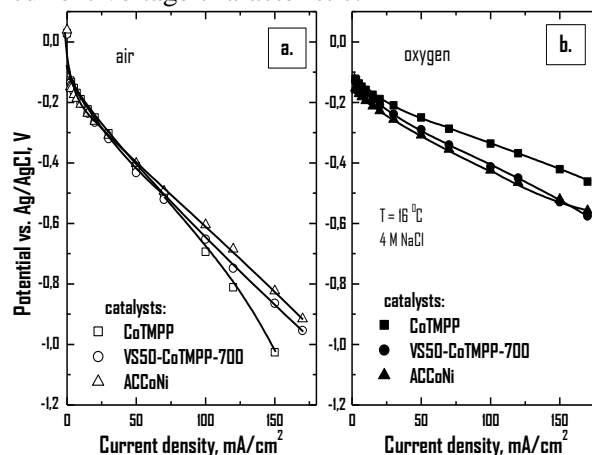 a.
air
b.
oxygen
0,0
-0,2
-0,4
-0,6
-0,8
-1,0
-1,2
Potential vs. Ag/AgCl, V
catalysts:
CoTMPP
VS50-CoTMPP-700
ACCoNi
0 50 100 150
Current density, mA/cm²
0,0
-0,2
-0,4
-0,6
-0,8
-1,0
-1,2
T = 16 ⁰C
4 M NaCl
catalysts:
CoTMPP
VS50-CoTMPP-700
ACCoNi
0 50 100 150
Current density, mA/cm²